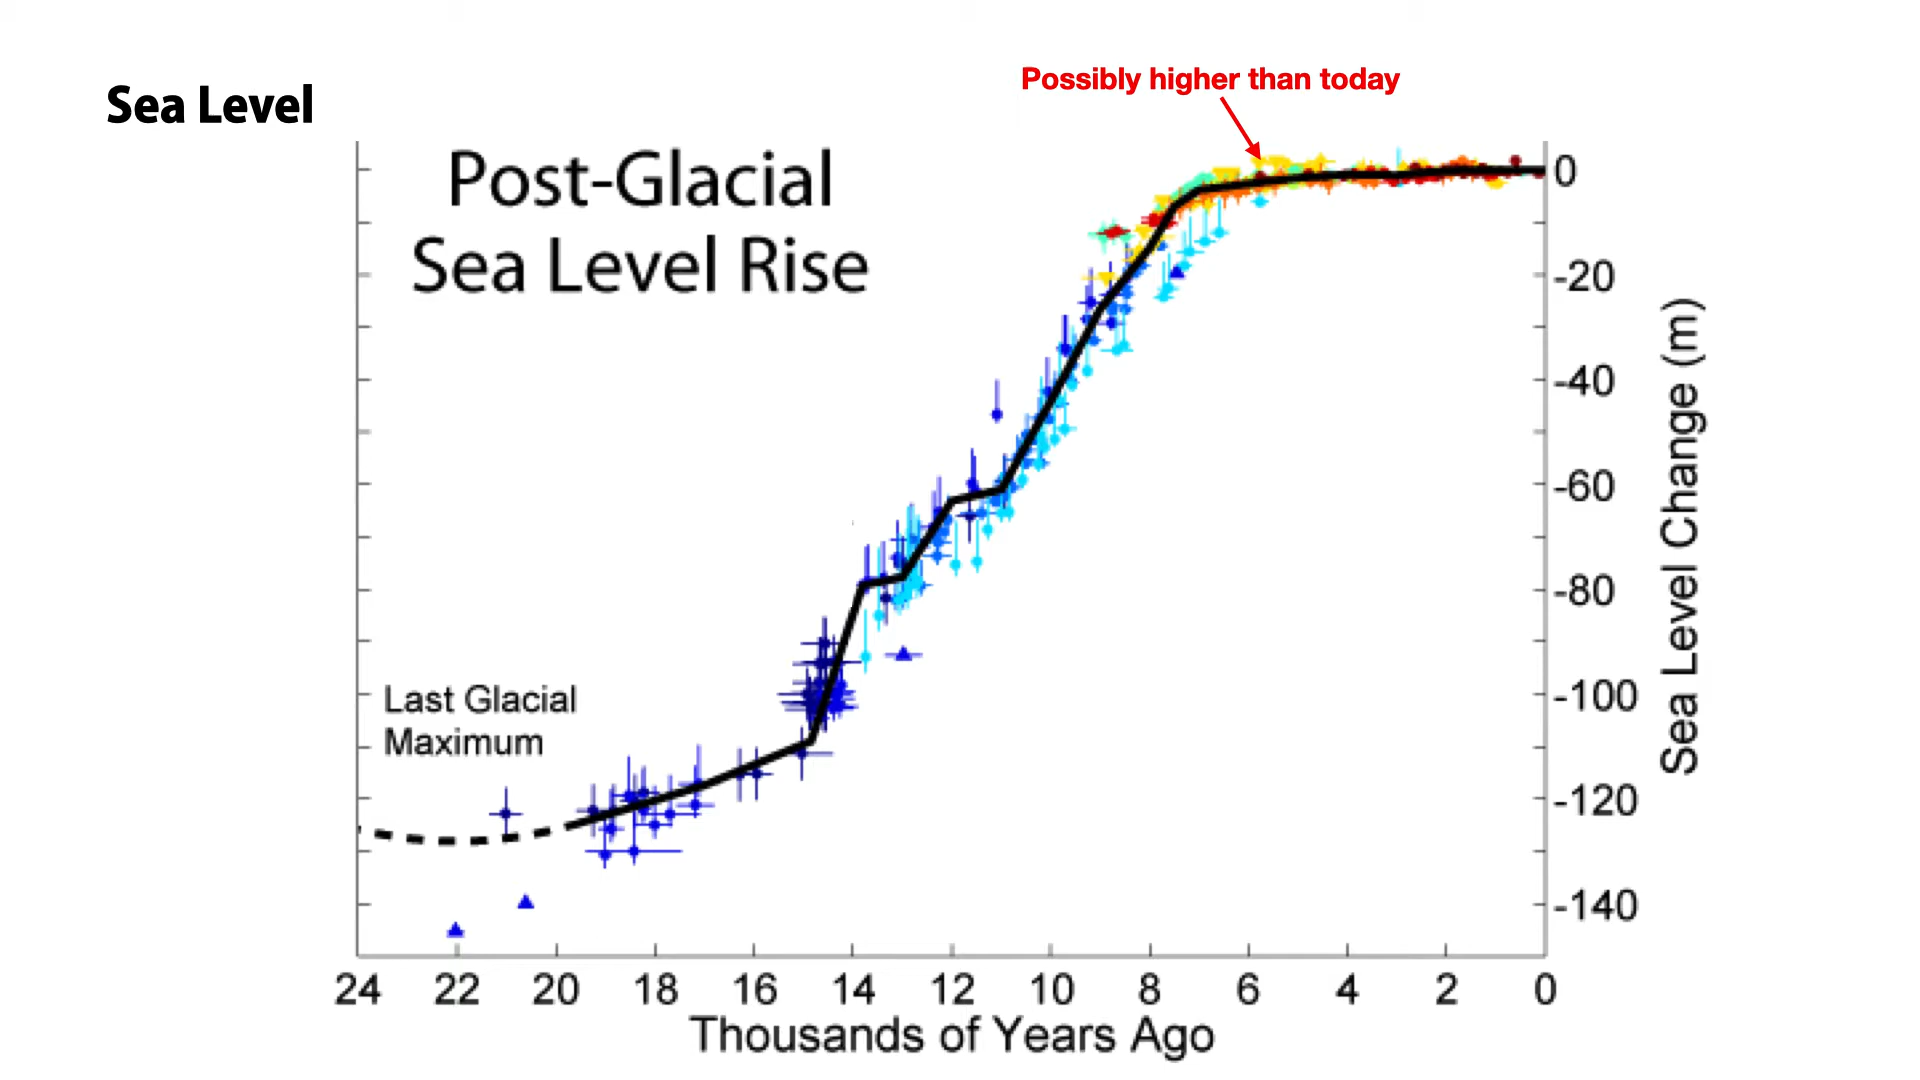 Possibly higher than today
Sea Level
Post-Glacial
Sea Level Rise
Last Glacial
Maximum
0
-20
-40
-60
-80
-100
-120
-140
Sea Level Change (m)
24 22 20 18 16 14 12 10 8 6 4 2 0
Thousands of Years Ago